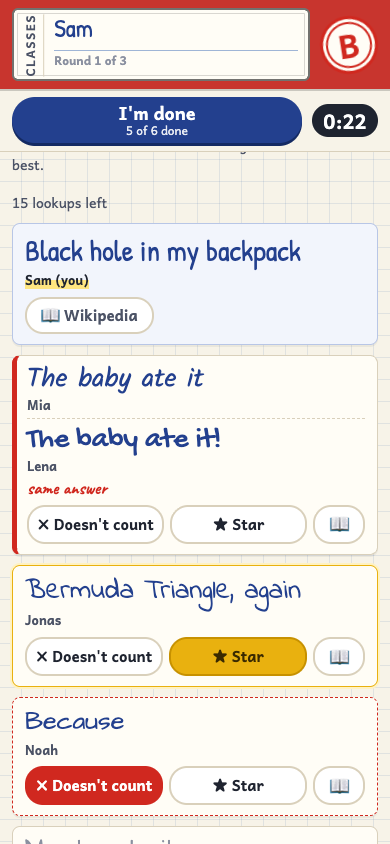 CLASSES
Sam
Round 1 of 3
B
I'm done
5 of 6 done
0:22
best.
15 lookups left
Black hole in my backpack
Sam (you)
📖 Wikipedia
The baby ate it
Mia
The baby ate it!
Lena
same answer
✕ Doesn't count
★ Star
📖
Bermuda Triangle, again
Jonas
✕ Doesn't count
★ Star
📖
Because
Noah
✕ Doesn't count
★ Star
📖